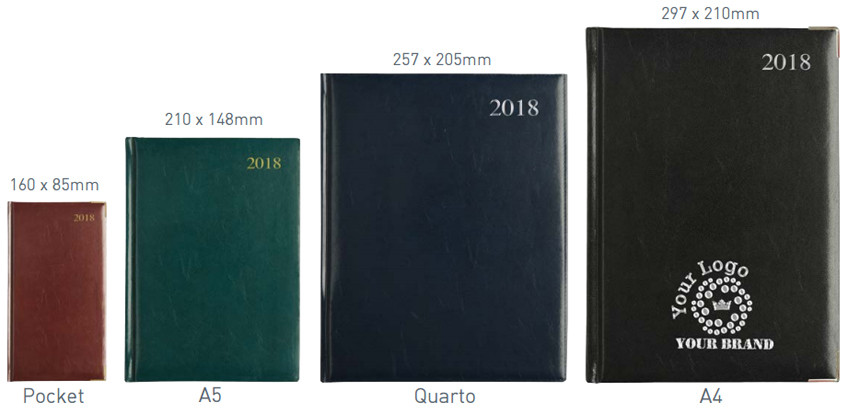 160 x 85mm
2018
Pocket
210 x 148mm
2018
A5
257 x 205mm
2018
Quarto
297 x 210mm
2018
Your Logo
YOUR BRAND
A4